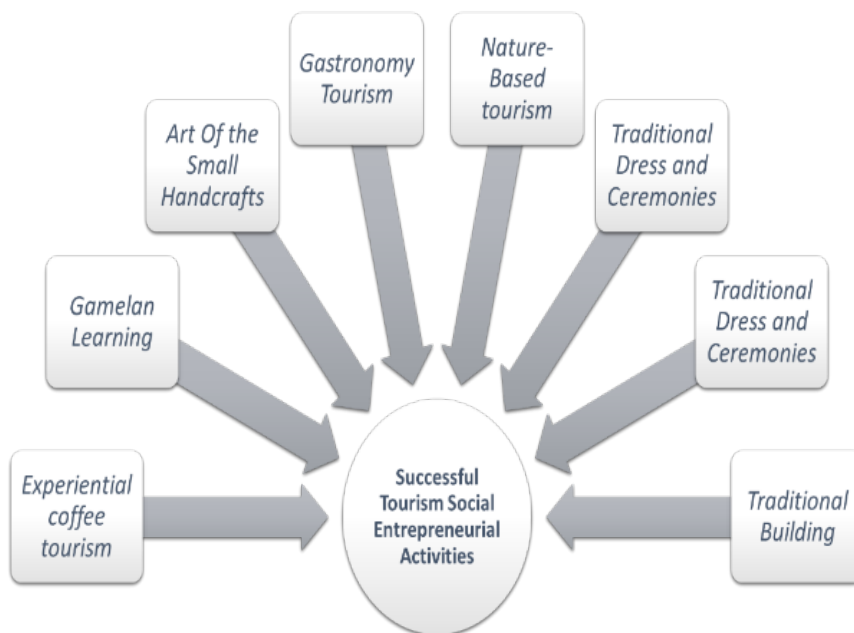 Gastronomy
Tourism
Nature-
Based
tourism
Art Of the
Small
Handcrafts
Traditional
Dress and
Ceremonies
Gamelan
Learning
Traditional
Dress and
Ceremonies
Experiential
coffee
tourism
Successful
Tourism Social
Entrepreneurial
Activities
Traditional
Building